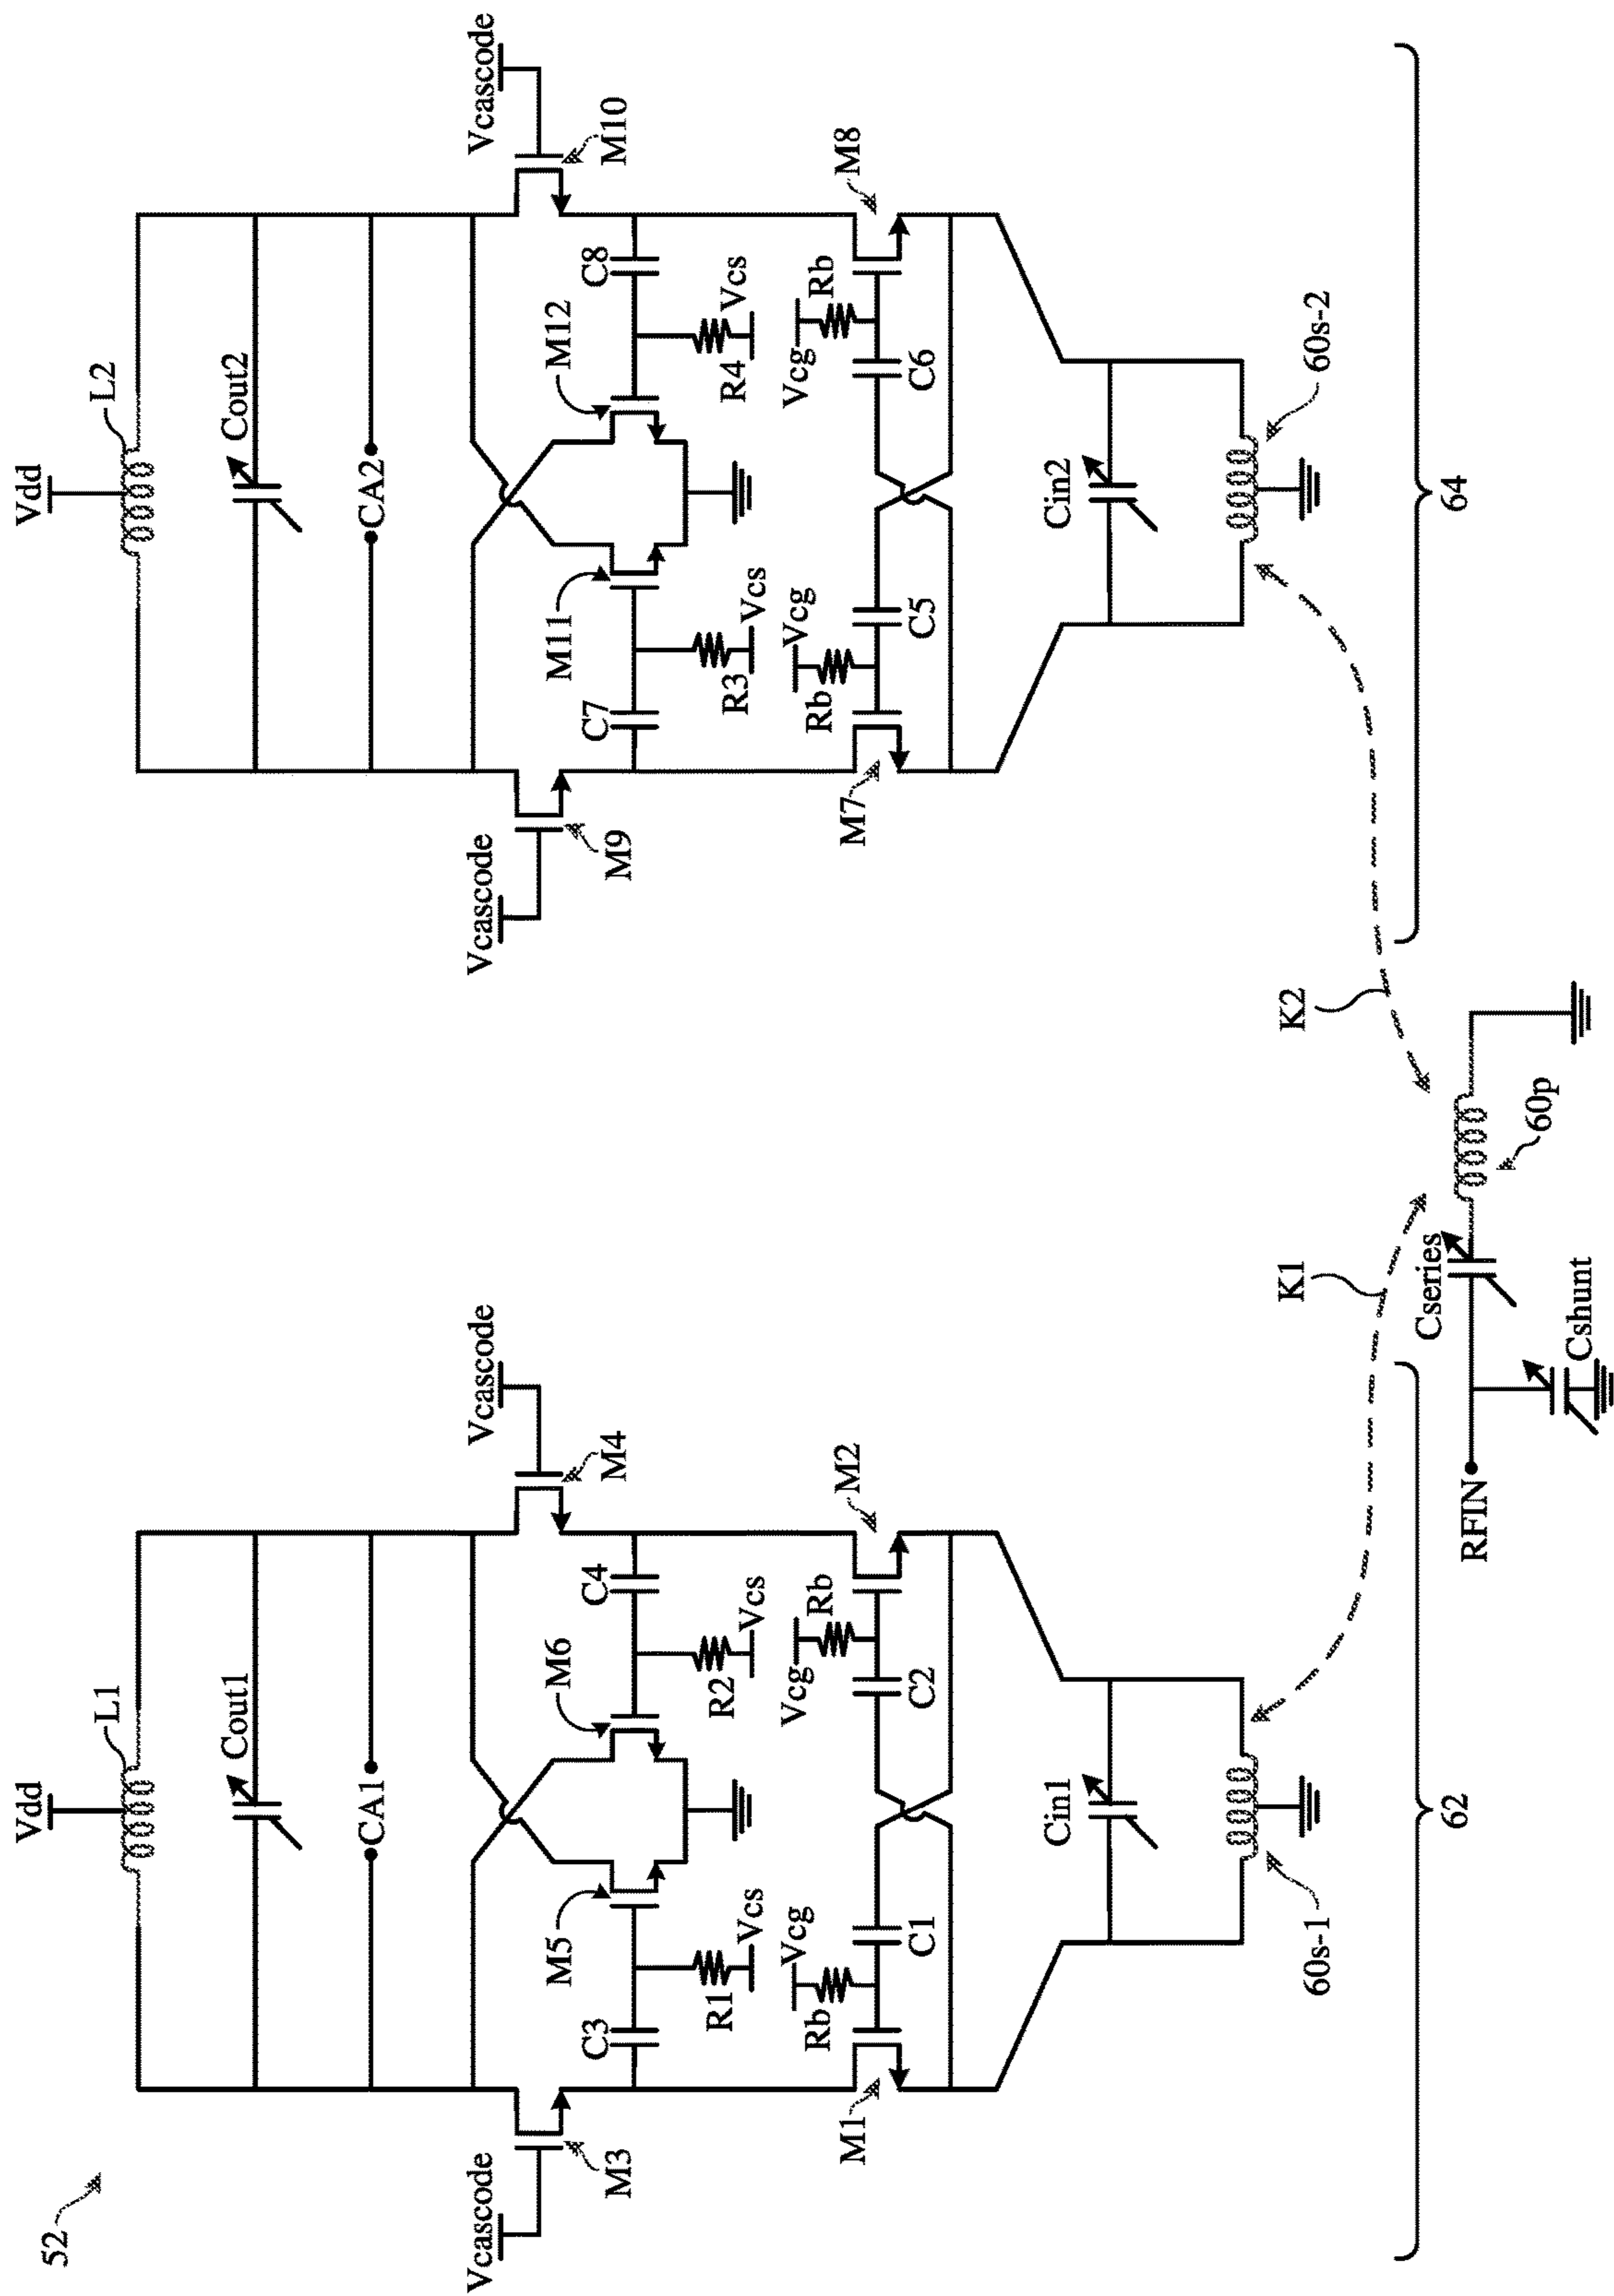 52
Vdd
L1
Cout1
CA1
Vcascode
M3
Vcascode
M4
M5
M6
C3
C4
R1
Vcs
R2
Vcs
Vcg
Rb
Vcg
Rb
M1
M2
C1
C2
Cin1
60s-1
62
Vdd
L2
Cout2
CA2
Vcascode
M9
Vcascode
M10
M11
M12
C7
C8
R3
Vcs
R4
Vcs
Vcg
Rb
Vcg
Rb
M7
M8
C5
C6
Cin2
60s-2
64
K1
K2
RFIN
Cseries
Cshunt
60p